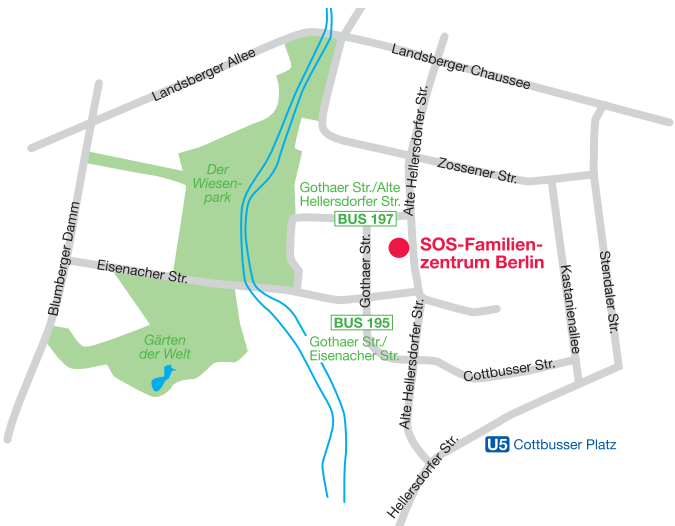 Landsberger Allee
Landsberger Chaussee
Alte Hellersdorfer Str.
Zossener Str.
Der
Wiesen-
park
Gothaer Str./Alte
Hellersdorfer Str.
BUS 197
SOS-Familien-
zentrum Berlin
Blumberger Damm
Eisenacher Str.
Gothaer Str.
Kastanienallee
Stendaler Str.
BUS 195
Gothaer Str./
Eisenacher Str.
Gärten
der Welt
Alte Hellersdorfer Str.
Cottbusser Str.
U5 Cottbusser Platz
Hellersdorfer Str.